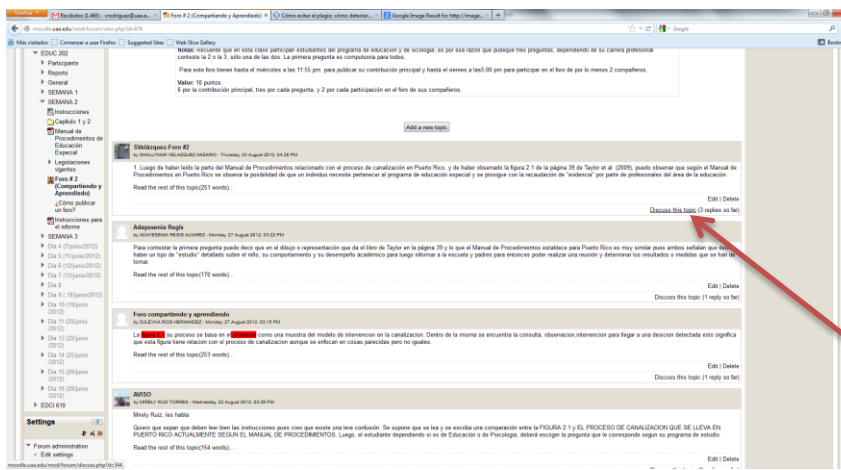 Recibidos (1,460) - vrodriguez@uaa.e...
Foro # 2 (Compartiendo y Aprendiedo)
Cómo evitar el plagio; cómo detectar...
Google Image Result for http://image...
moodle.uaa.edu/mod/forum/view.php?id=674
Google
Más visitados
Comenzar a usar Firefox
Suggested Sites
Web Slice Gallery
EDUC 202
Participants
Reports
General
SEMANA 1
SEMANA 2
Instrucciones
Capítulo 1 y 2
Manual de
Procedimientos de
Educación
Especial
Legislaciones
vigentes
Foro # 2
(Compartiendo y
Aprendiedo)
¿Cómo publicar
un foro?
Instrucciones para
el informe
SEMANA 3
Día 4 (7/junio/2012)
Día 5 (11/junio/2012)
Día 6 (12/junio/2012)
Día 7 (13/junio/2012)
Día 8
Día 9 ( 18/junio/2012)
Día 10 (19/junio
/2012)
Día 11 (20/junio
/2012)
Día 13 (22/junio
/2012)
Día 14 (25/junio
/2012)
Día 15 (26/junio
/2012)
Día 16 (28/junio
/2012)
EDCI 619
Settings
Forum administration
Edit settings
moodle.uaa.edu/mod/forum/discuss.php?d=344
Notas: Recuerde que en esta clase participan estudiantes del programa de educación y de sicología, es por esa razón que publiqué tres preguntas, dependiendo de su carrera profesional
conteste la 2 o la 3, sólo una de las dos. La primera pregunta es compulsoria para todos.
Para este foro tienen hasta el miércoles a las 11:55 pm. para publicar su contribución principal y hasta el viernes a las5:00 pm para participar en el foro de por lo menos 2 compañeros.
Valor: 10 puntos
6 por la contribución principal, tres por cada pregunta, y 2 por cada participación en el foro de sus compañeros.
Add a new topic
SVelázquez-Foro #2
by SHALLYMAR VELAZQUEZ NAZARIO - Thursday, 23 August 2012, 04:28 PM
1. Luego de haber leído la parte del Manual de Procedimientos relacionado con el proceso de canalización en Puerto Rico, y de haber observado la figura 2.1 de la página 39 de Taylor et al. (2009), puedo observar que según el Manual de
Procedimientos en Puerto Rico se observa la posibilidad de que un individuo necesite pertenecer al programa de educación especial y se prosigue con la recaudación de "evidencia" por parte de profesionales del área de la educación.
Read the rest of this topic(251 words)...
Edit | Delete
Discuss this topic (3 replies so far)
Adayesenia Regis
by ADAYESENIA REGIS ALVAREZ - Monday, 27 August 2012, 03:22 PM
Para contestar la primera pregunta puedo decir que en el dibujo o representación que da el libro de Taylor en la página 39 y lo que el Manual de Procedimientos establece para Puerto Rico es muy similar pues ambos señalan que
haber un tipo de "estudio" detallado sobre el niño, su comportamiento y su desempeño académico para luego informar a la escuela y padres para entonces poder realizar una reunión y determinar los resultados o medidas que se han de
tomar.
Read the rest of this topic(170 words)...
Edit | Delete
Discuss this topic (1 reply so far)
Foro compartiendo y aprendiendo
by ZULEYKA RIOS HERNANDEZ - Monday, 27 August 2012, 03:15 PM
La figura 2.1 su proceso se basa en el como una muestra del modelo de intervencion en la canalizacion. Dentro de la misma se encuentra la consulta, observacion,intervencion para llegar a una desicion detectada esto significa
que esta figura tiene relacion con el proceso de canalizacion aunque se enfocan en cosas parecidas pero no iguales.
Read the rest of this topic(253 words)...
Edit | Delete
Discuss this topic (1 reply so far)
AVISO
by MIRELY RUIZ TORRES - Wednesday, 22 August 2012, 03:28 PM
Mirely Ruiz, les habla:
Quiero que sepan que deben leer bien las instrucciones pues creo que existe una leve confusión. Se supone que se lea y se escriba una comparación entre la FIGURA 2 1 y EL PROCESO DE CANALIZACION QUE SE LLEVA EN
PUERTO RICO ACTUALMENTE SEGUN EL MANUAL DE PROCEDIMIENTOS. Luego, el estudiante dependiendo si es de Educación o de Psicologia, deberá escoger la pregunta que le corresponde segun su programa de estudio.
Read the rest of this topic(154 words)...
Edit | Delete